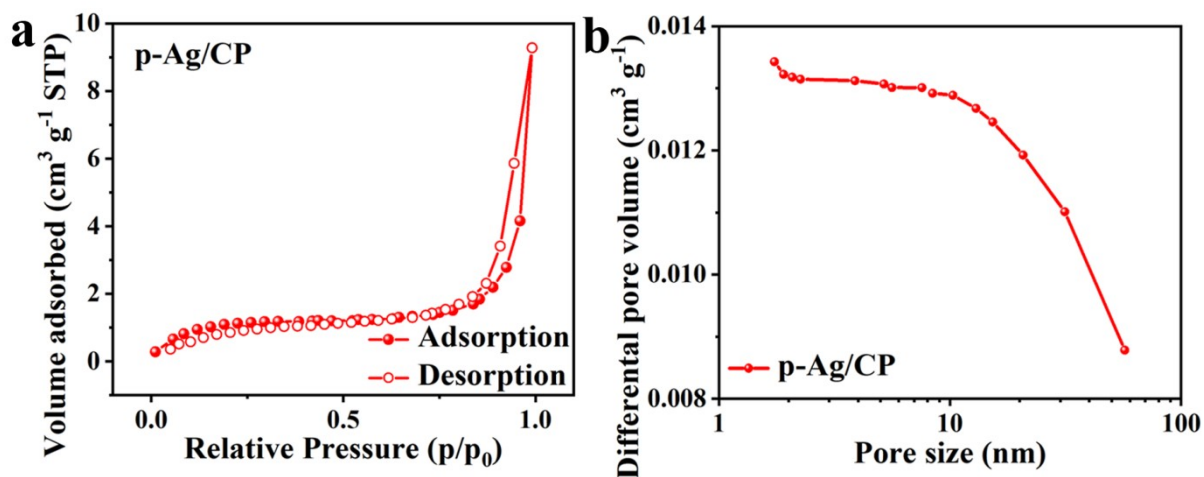 a
p-Ag/CP
Volume adsorbed (cm³ g⁻¹ STP)
10
8
6
4
2
0
Adsorption
Desorption
0.0
0.5
1.0
Relative Pressure (p/p₀)
b
Differental pore volume (cm³ g⁻¹)
0.014
0.012
0.010
0.008
p-Ag/CP
1
10
100
Pore size (nm)